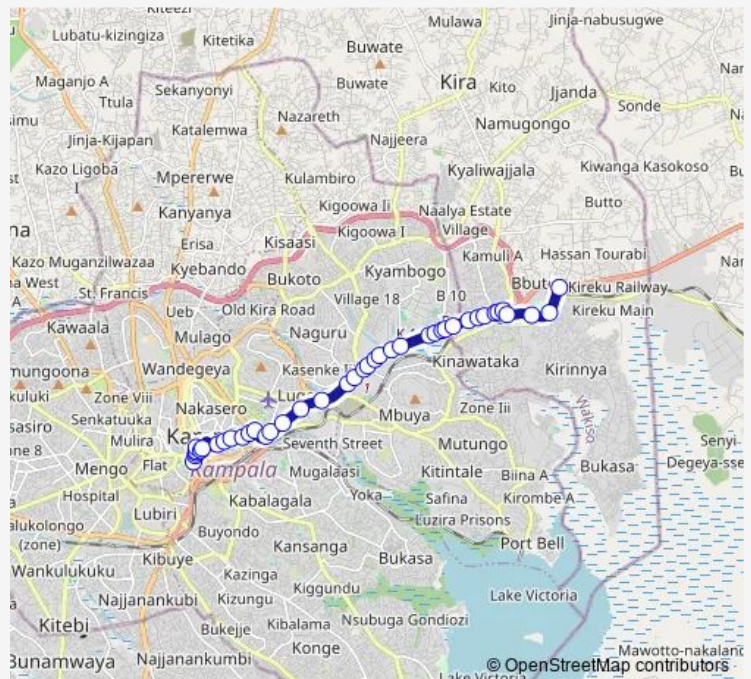 Kiteezi
Mulawa
Jinja-nabusugwe
Lubatu-kizingiza
Kitetika
Buwate
Maganjo A
Sekanyonyi
Buwate
Kira
Kito
Jjanda
Ttula
Sonde
Nazareth
Namugongo
Jinja-Kijapan
Katalemwa
Najjeera
Kazo Ligoba
I
Mpererwe
Kulambiro
Kyaliwajjala
Kiwanga Kasokoso
Kanyanya
Kigoowa Ii
Naalya Estate
Village
Butto
Erisa
Kisaasi
Kigoowa I
Kazo Muganzilwazaa
Kyebando
Bukoto
Kyambogo
Kamuli A
Hassan Tourabi
St. Francis
Village 18
B 10
Kireku Railway
Kawaala
Ueb
Old Kira Road
Kireku Main
Mulago
Naguru
Wandegeya
Kasenke
Kinawataka
Kirinnya
Zone Viii
Nakasero
Mbuya
Zone Iii
Wakiso
Senkatuuka
Mulira
Seventh Street
Mutungo
Senyi-
Degeya-sse
Mengo
Flat
Kampala
Mugalaasi
Kitintale
Biina A
Bukasa
Hospital
Lubiri
Kabalagala
Yoka
Safina
Kirombe A
(zone)
Buyondo
Luzira Prisons
Kibuye
Kansanga
Bukasa
Port Bell
Wankulukuku
Kazinga
Kiggundu
Lake Victoria
Najjanankubi
Kizungu
Nsubuga Gondiozi
Kitebi
Bukejje
Kibalama
Bunamwaya
Najjanankumbi
Konge
Mawotto-nakalanda
Lake Victoria
© OpenStreetMap contributors